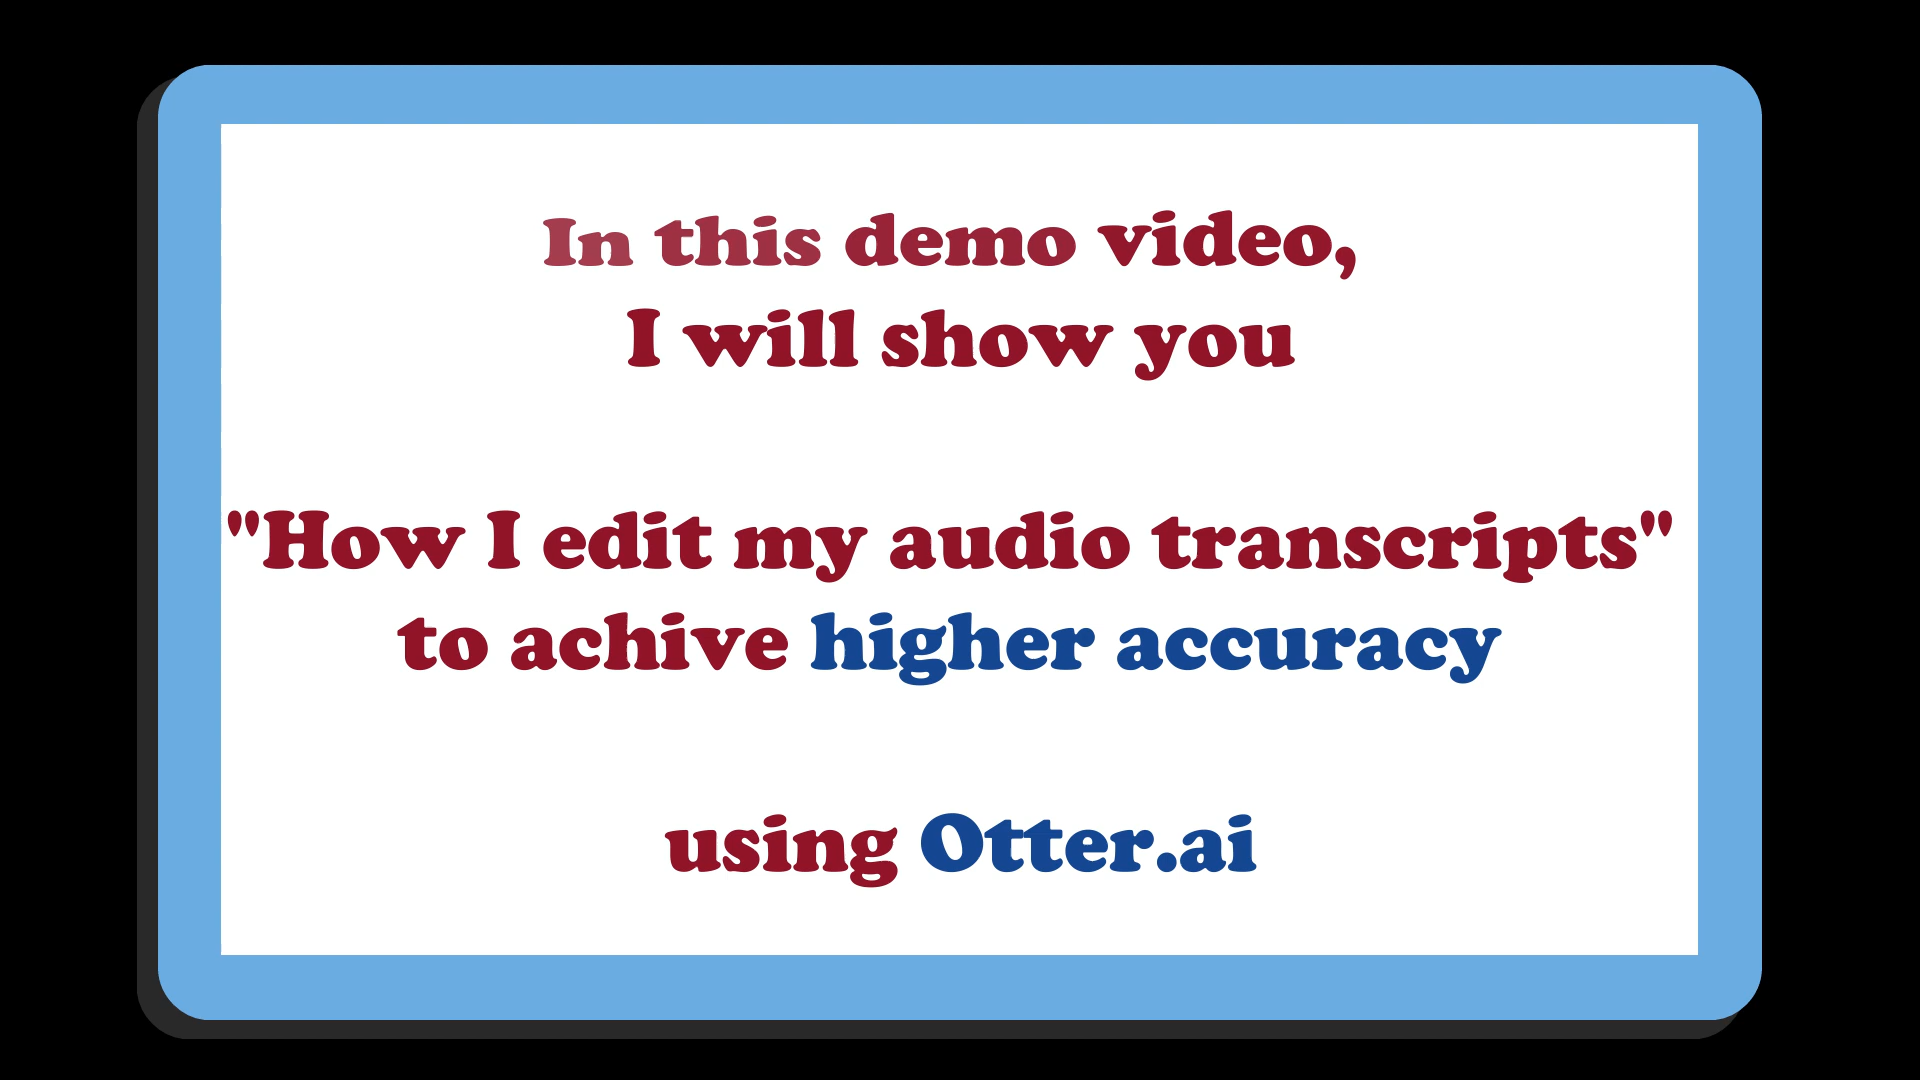 In this demo video,
I will show you
"How I edit my audio transcripts"
to achive higher accuracy
using Otter.ai